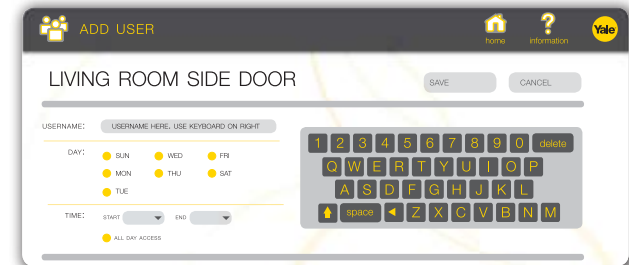 ADD USER
home
information
Yale
LIVING ROOM SIDE DOOR
SAVE
CANCEL
USERNAME:
USERNAME HERE. USE KEYBOARD ON RIGHT
DAY:
SUN
WED
FRI
MON
THU
SAT
TUE
TIME:
START
END
ALL DAY ACCESS
1 2 3 4 5 6 7 8 9 0 delete
Q W E R T Y U I O P
A S D F G H J K L
space Z X C V B N M